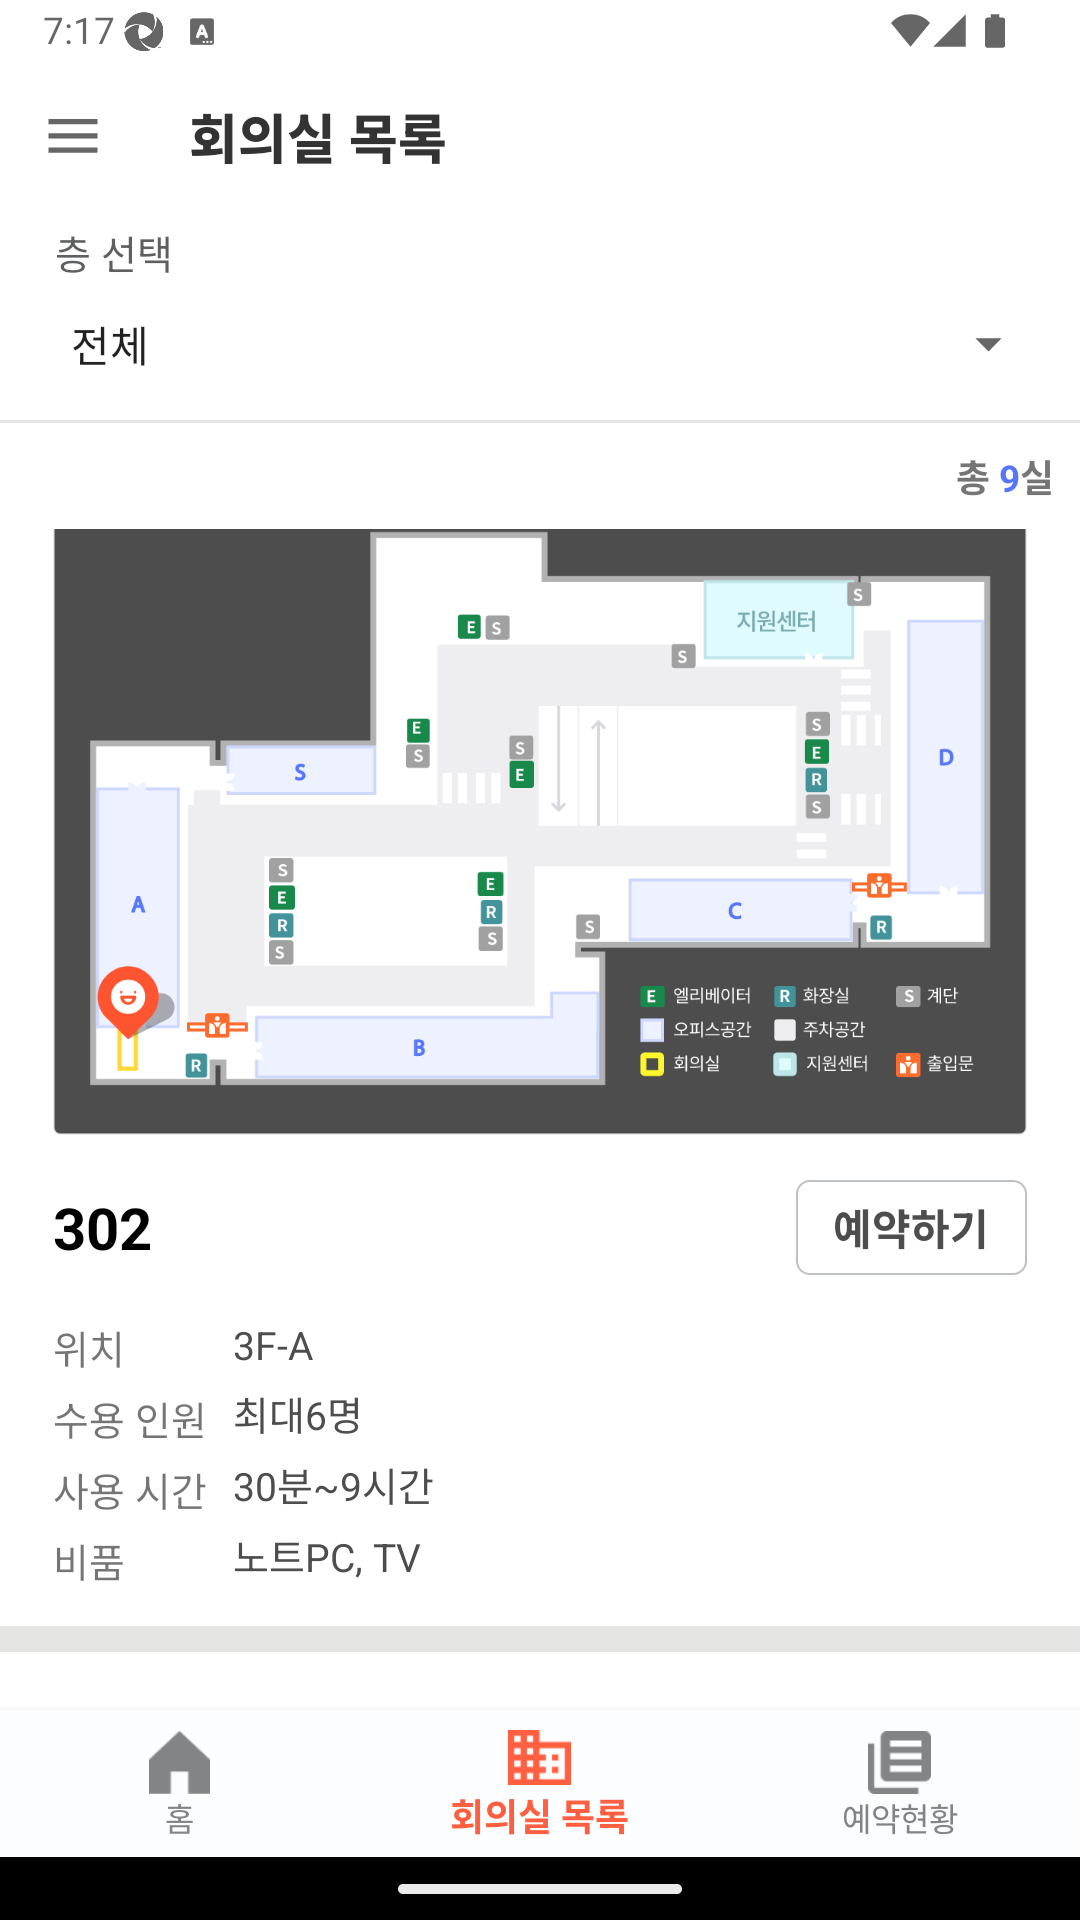 7:17
회의실 목록
층 선택
전체
총 9실
지원센터
S
E S
S
E
S
S
E
S
E
R
S
D
S
A
S
E
R
S
E
R
S
S
C
R
B
R
E 엘리베이터 R 화장실 S 계단
오피스공간 주차공간
회의실 지원센터 출입문
302 예약하기
위치 3F-A
수용 인원 최대6명
사용 시간 30분~9시간
비품 노트PC, TV
홈 회의실 목록 예약현황